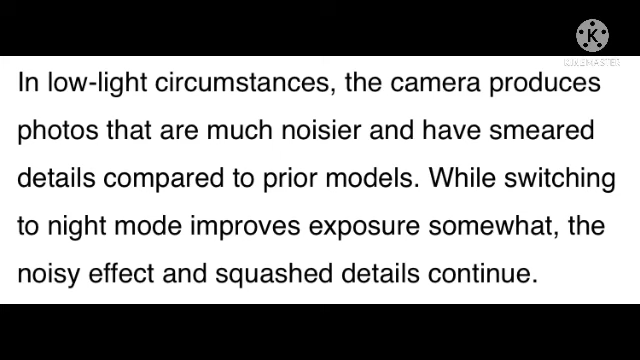 K
KINEMASTER
In low-light circumstances, the camera produces
photos that are much noisier and have smeared
details compared to prior models. While switching
to night mode improves exposure somewhat, the
noisy effect and squashed details continue.